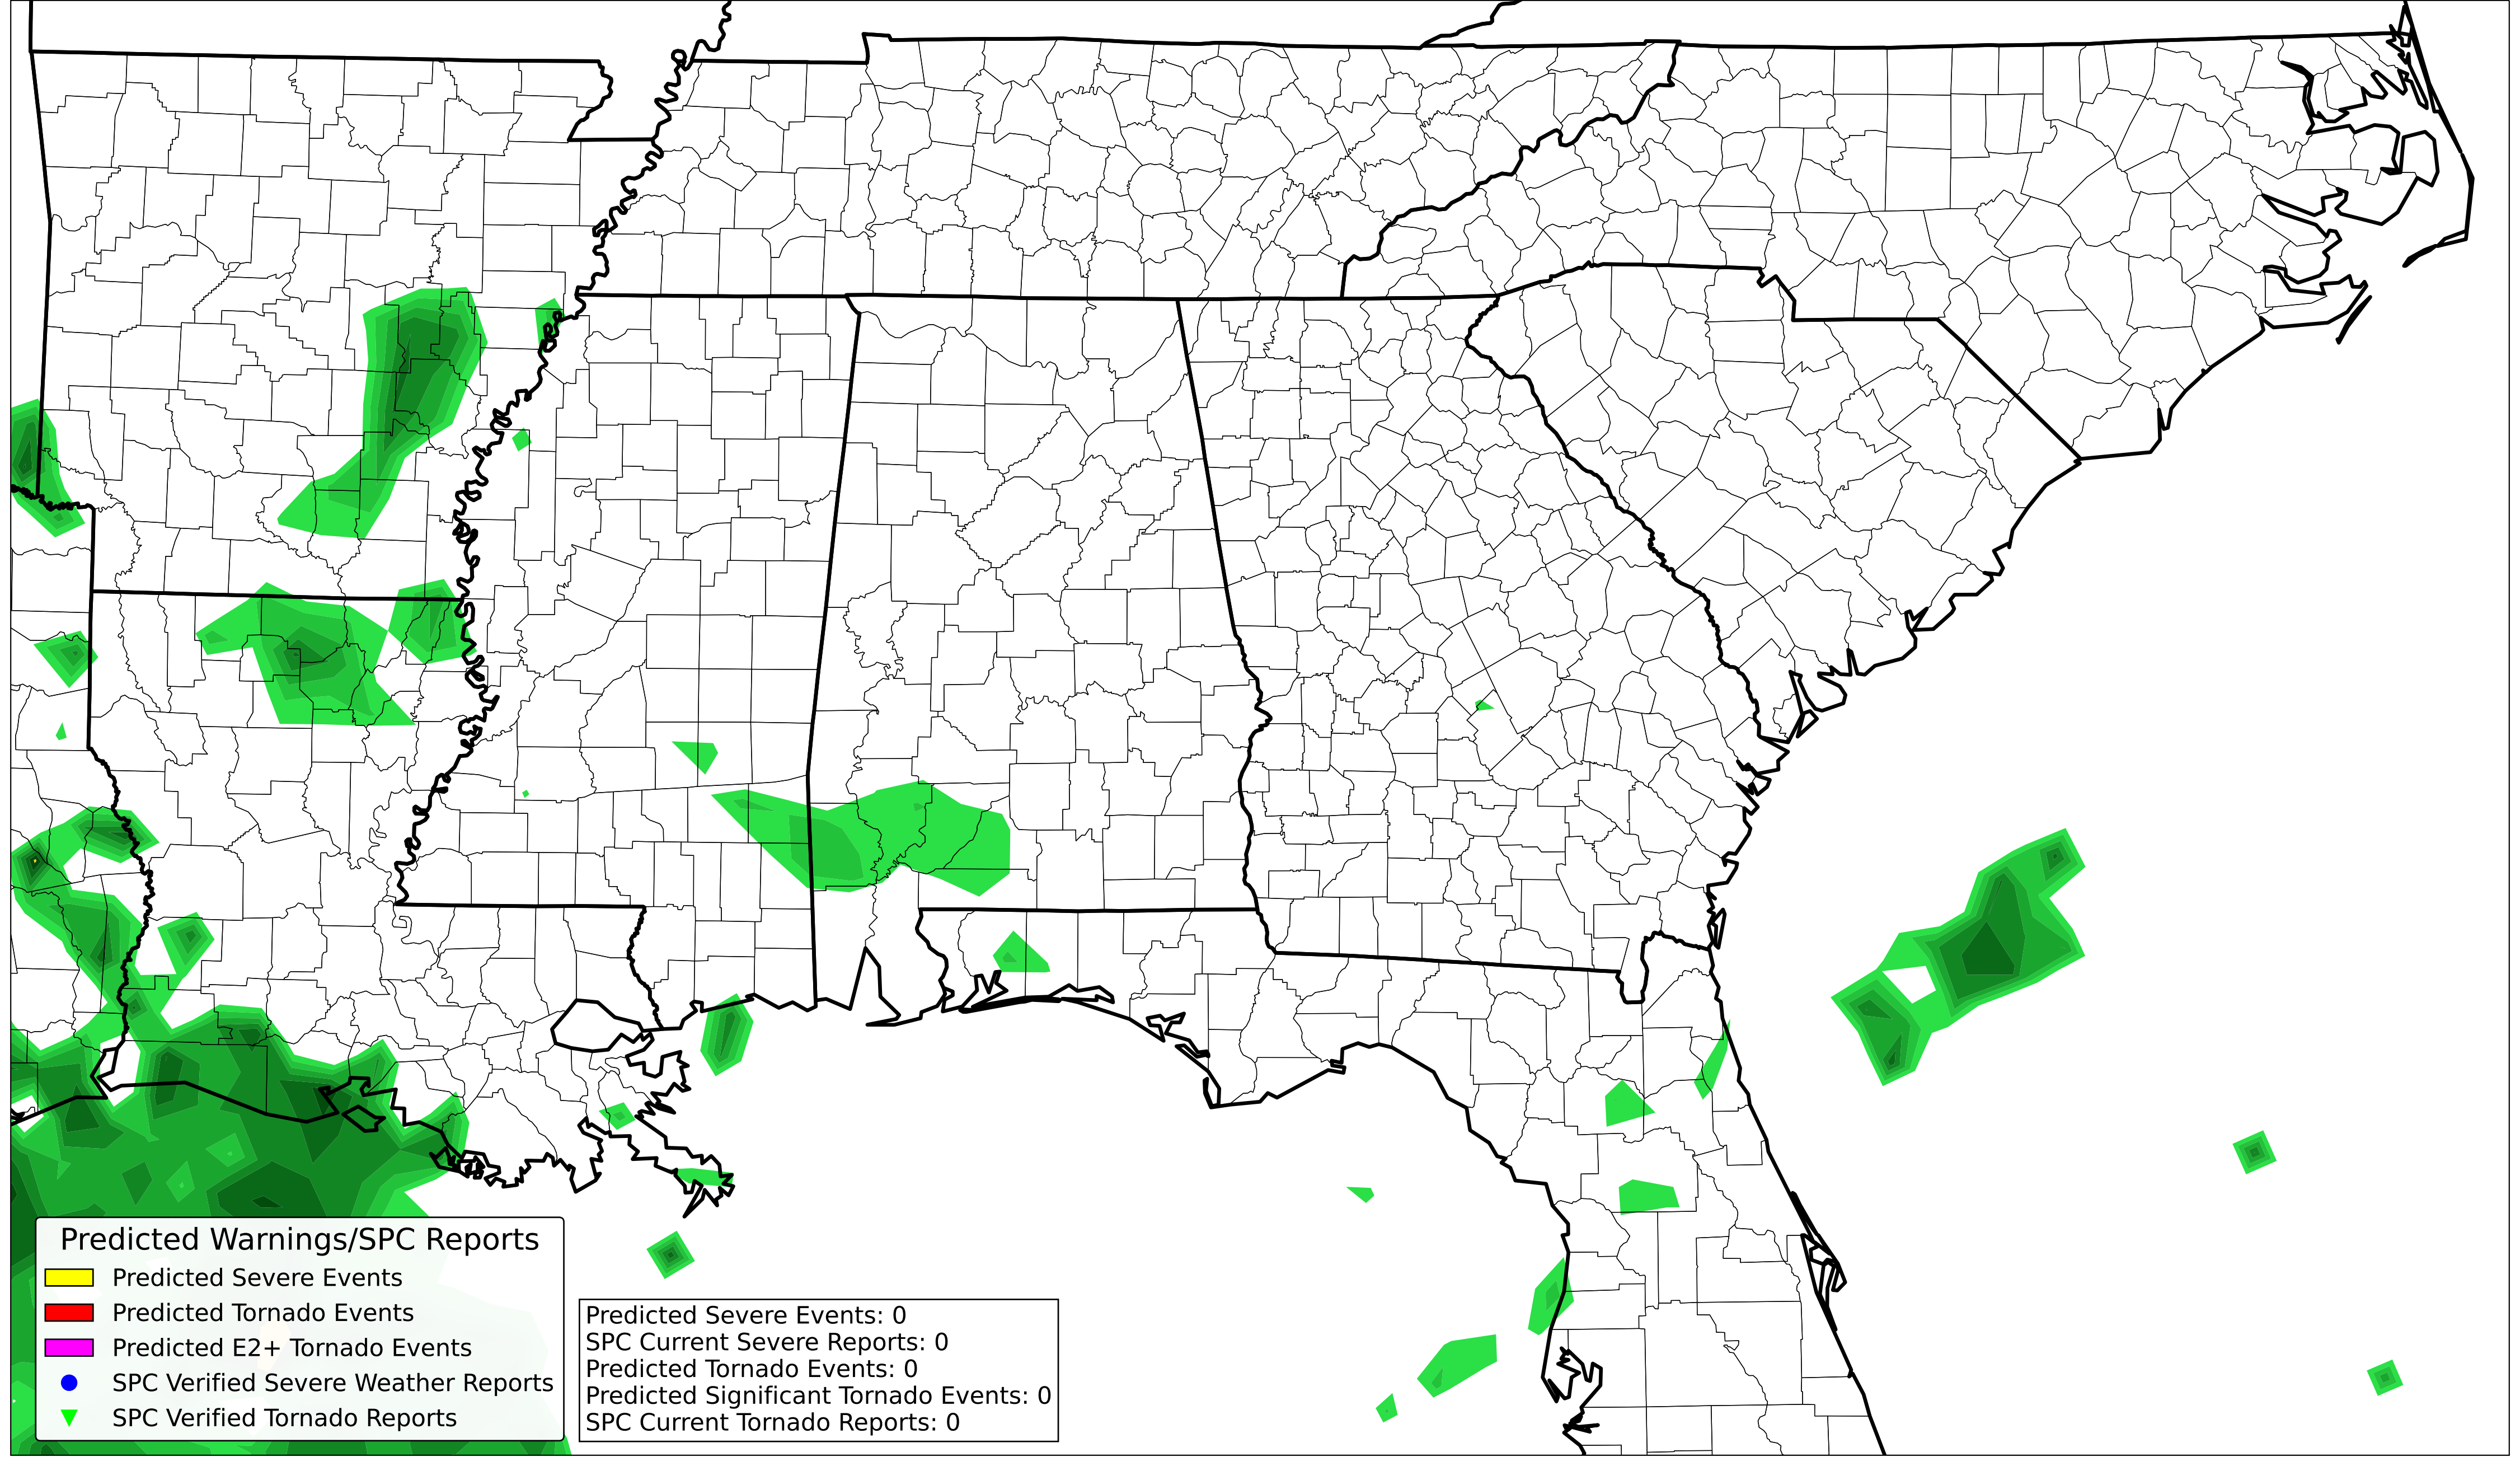 Predicted Warnings/SPC Reports
Predicted Severe Events
Predicted Tornado Events
Predicted E2+ Tornado Events
SPC Verified Severe Weather Reports
SPC Verified Tornado Reports
Predicted Severe Events: 0
SPC Current Severe Reports: 0
Predicted Tornado Events: 0
Predicted Significant Tornado Events: 0
SPC Current Tornado Reports: 0